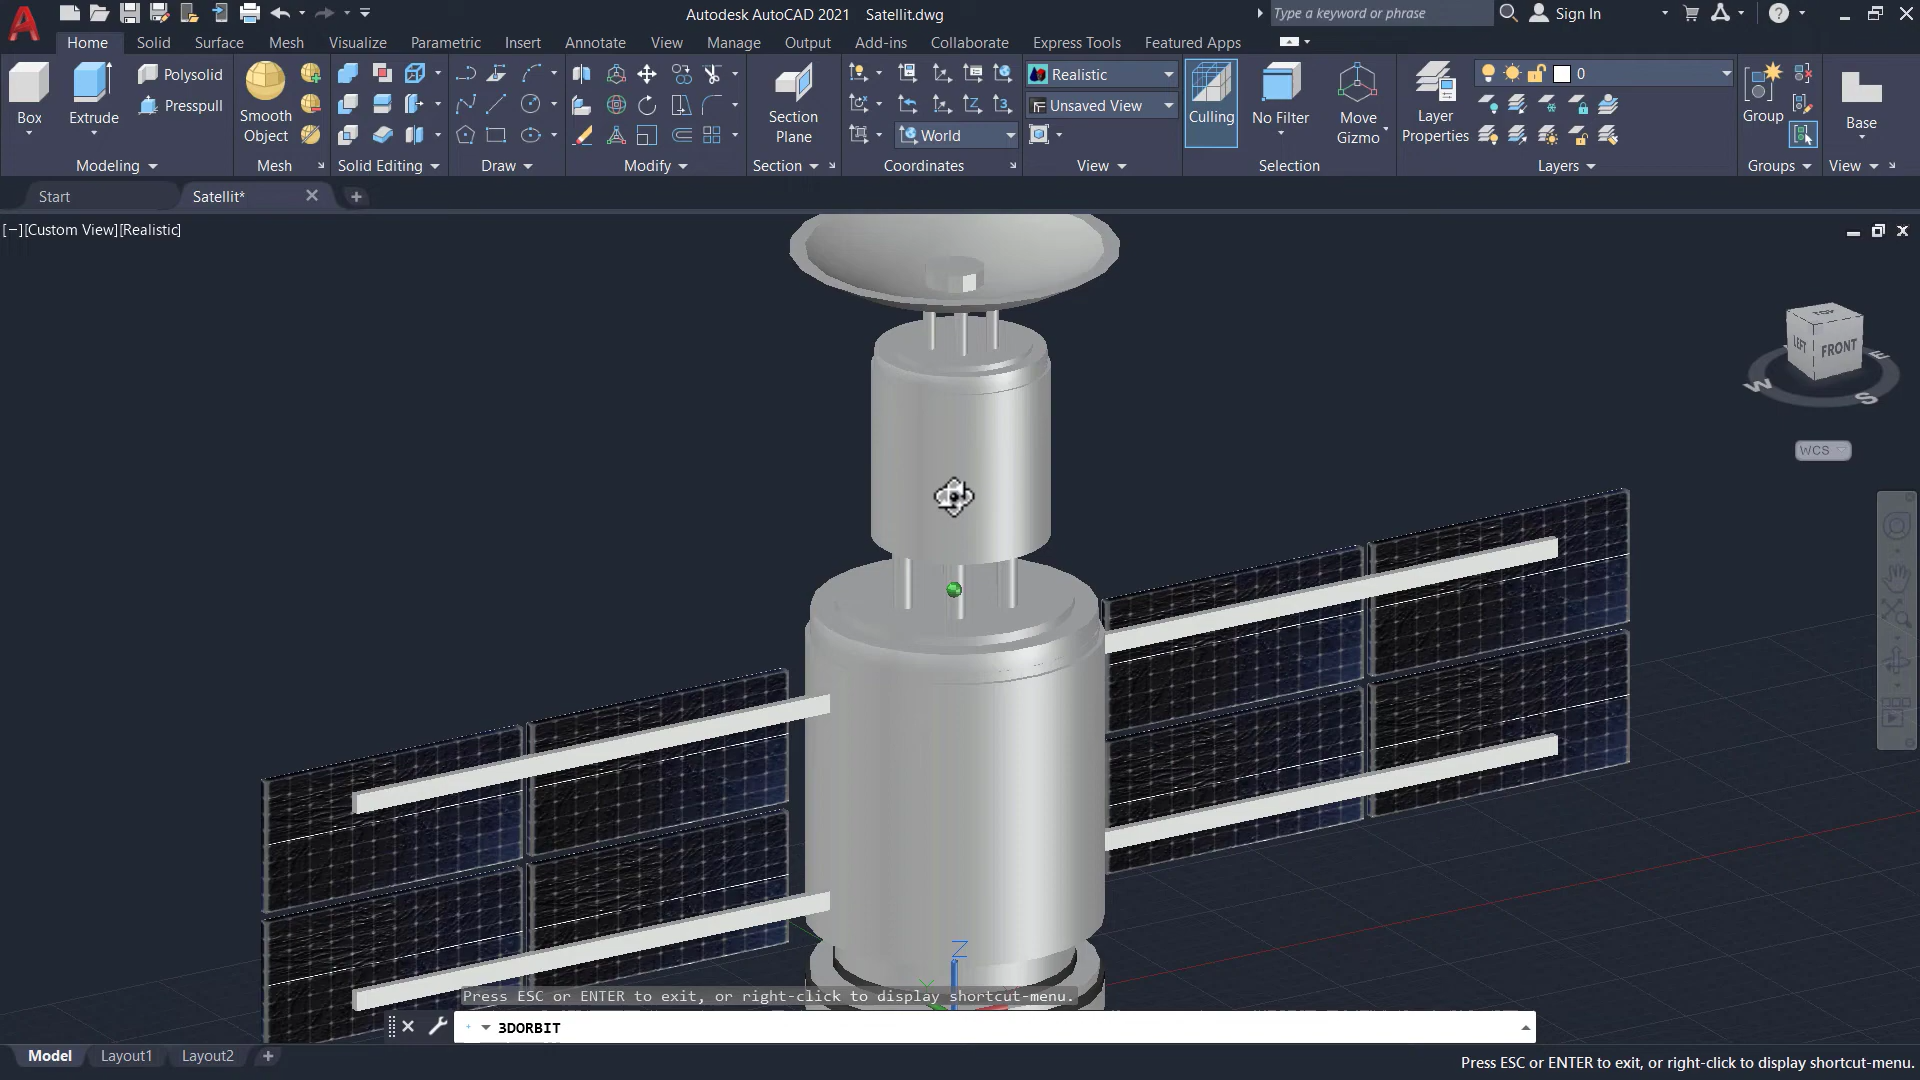 Autodesk AutoCAD 2021 Satellit.dwg
Type a keyword or phrase
Sign In
Home Solid Surface Mesh Visualize Parametric Insert Annotate View Manage Output Add-ins Collaborate Express Tools Featured Apps
Box
Extrude
Polysolid
Presspull
Smooth
Object
Section
Plane
World
Realistic
Unsaved View
Culling
No Filter
Move
Gizmo
Layer
Properties
0
Group
Base
Modeling
Mesh
Solid Editing
Draw
Modify
Section
Coordinates
View
Selection
Layers
Groups
View
Start
Satellit*
[−][Custom View][Realistic]
TOP
LEFT
FRONT
W
S
E
WCS
Z
Press ESC or ENTER to exit, or right-click to display shortcut-menu.
3DORBIT
Model
Layout1
Layout2
Press ESC or ENTER to exit, or right-click to display shortcut-menu.